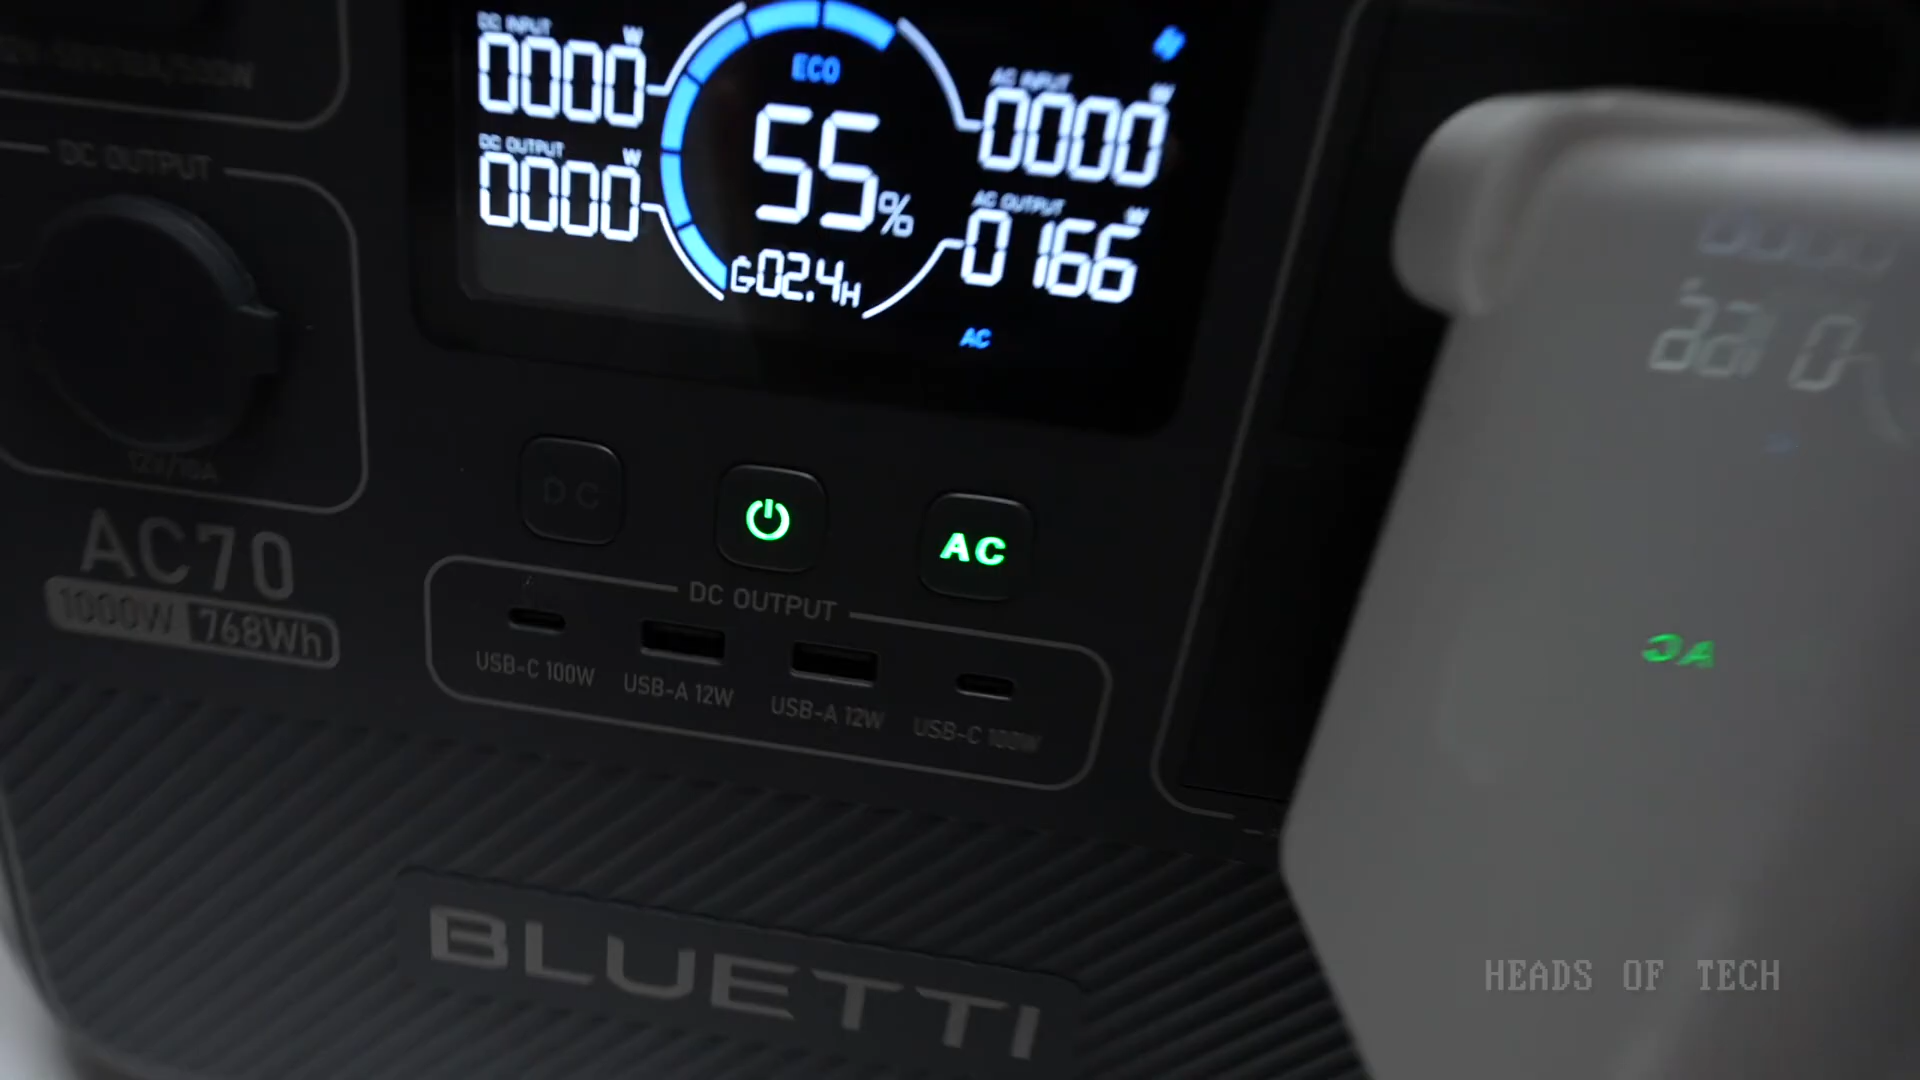 DC INPUT
W
0000
DC OUTPUT
W
0000
ECO
55%
02.4H
AC INPUT
W
0000
AC OUTPUT
W
0166
AC
DC OUTPUT
12V/10A
AC70
1000W 768Wh
DC
AC
DC OUTPUT
USB-C 100W
USB-A 12W
USB-A 12W
USB-C 100W
BLUETTI
HEADS OF TECH